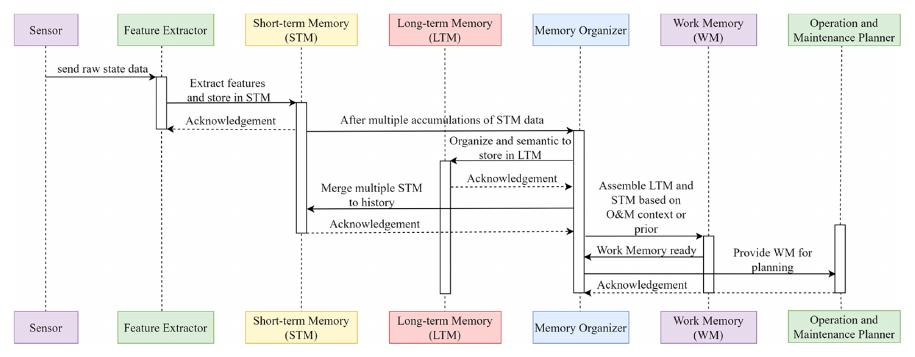 Sensor
Feature Extractor
Short-term Memory
(STM)
Long-term Memory
(LTM)
Memory Organizer
Work Memory
(WM)
Operation and
Maintenance Planner
send raw state data
Extract features
and store in STM
Acknowledgement
After multiple accumulations of STM data
Organize and semantic to
store in LTM
Acknowledgement
Merge multiple STM
to history
Acknowledgement
Assemble LTM and
STM based on
O&M context or
prior
Work Memory ready
Provide WM for
planning
Acknowledgement
Sensor
Feature Extractor
Short-term Memory
(STM)
Long-term Memory
(LTM)
Memory Organizer
Work Memory
(WM)
Operation and
Maintenance Planner